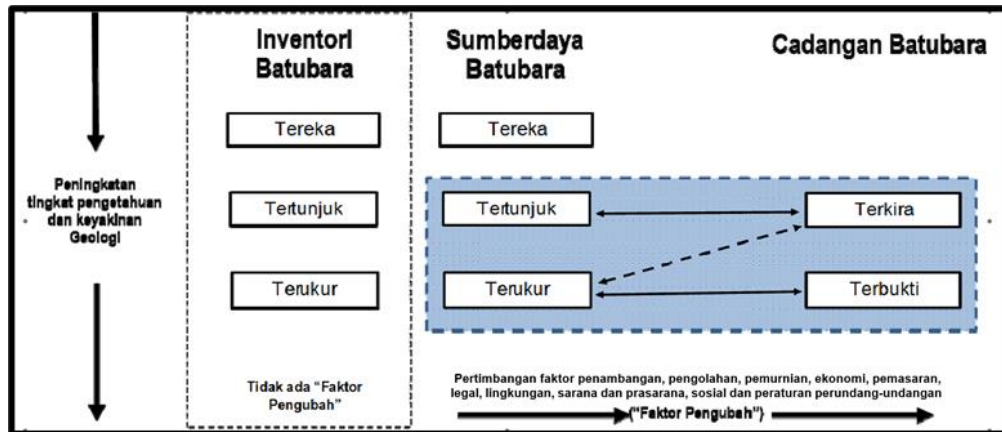 Inventori
Batubara
Sumberdaya
Batubara
Cadangan Batubara
Tereka
Tereka
Peningkatan
tingkat pengetahuan
dan keyakinan
Geologi
Tertunjuk
Tertunjuk
Terkira
Terukur
Terukur
Terbukti
Tidak ada “Faktor
Pengubah”
Pertimbangan faktor penambangan, pengolahan, pemurnian, ekonomi, pemasaran,
legal, lingkungan, sarana dan prasarana, sosial dan peraturan perundang-undangan
(“Faktor Pengubah”)